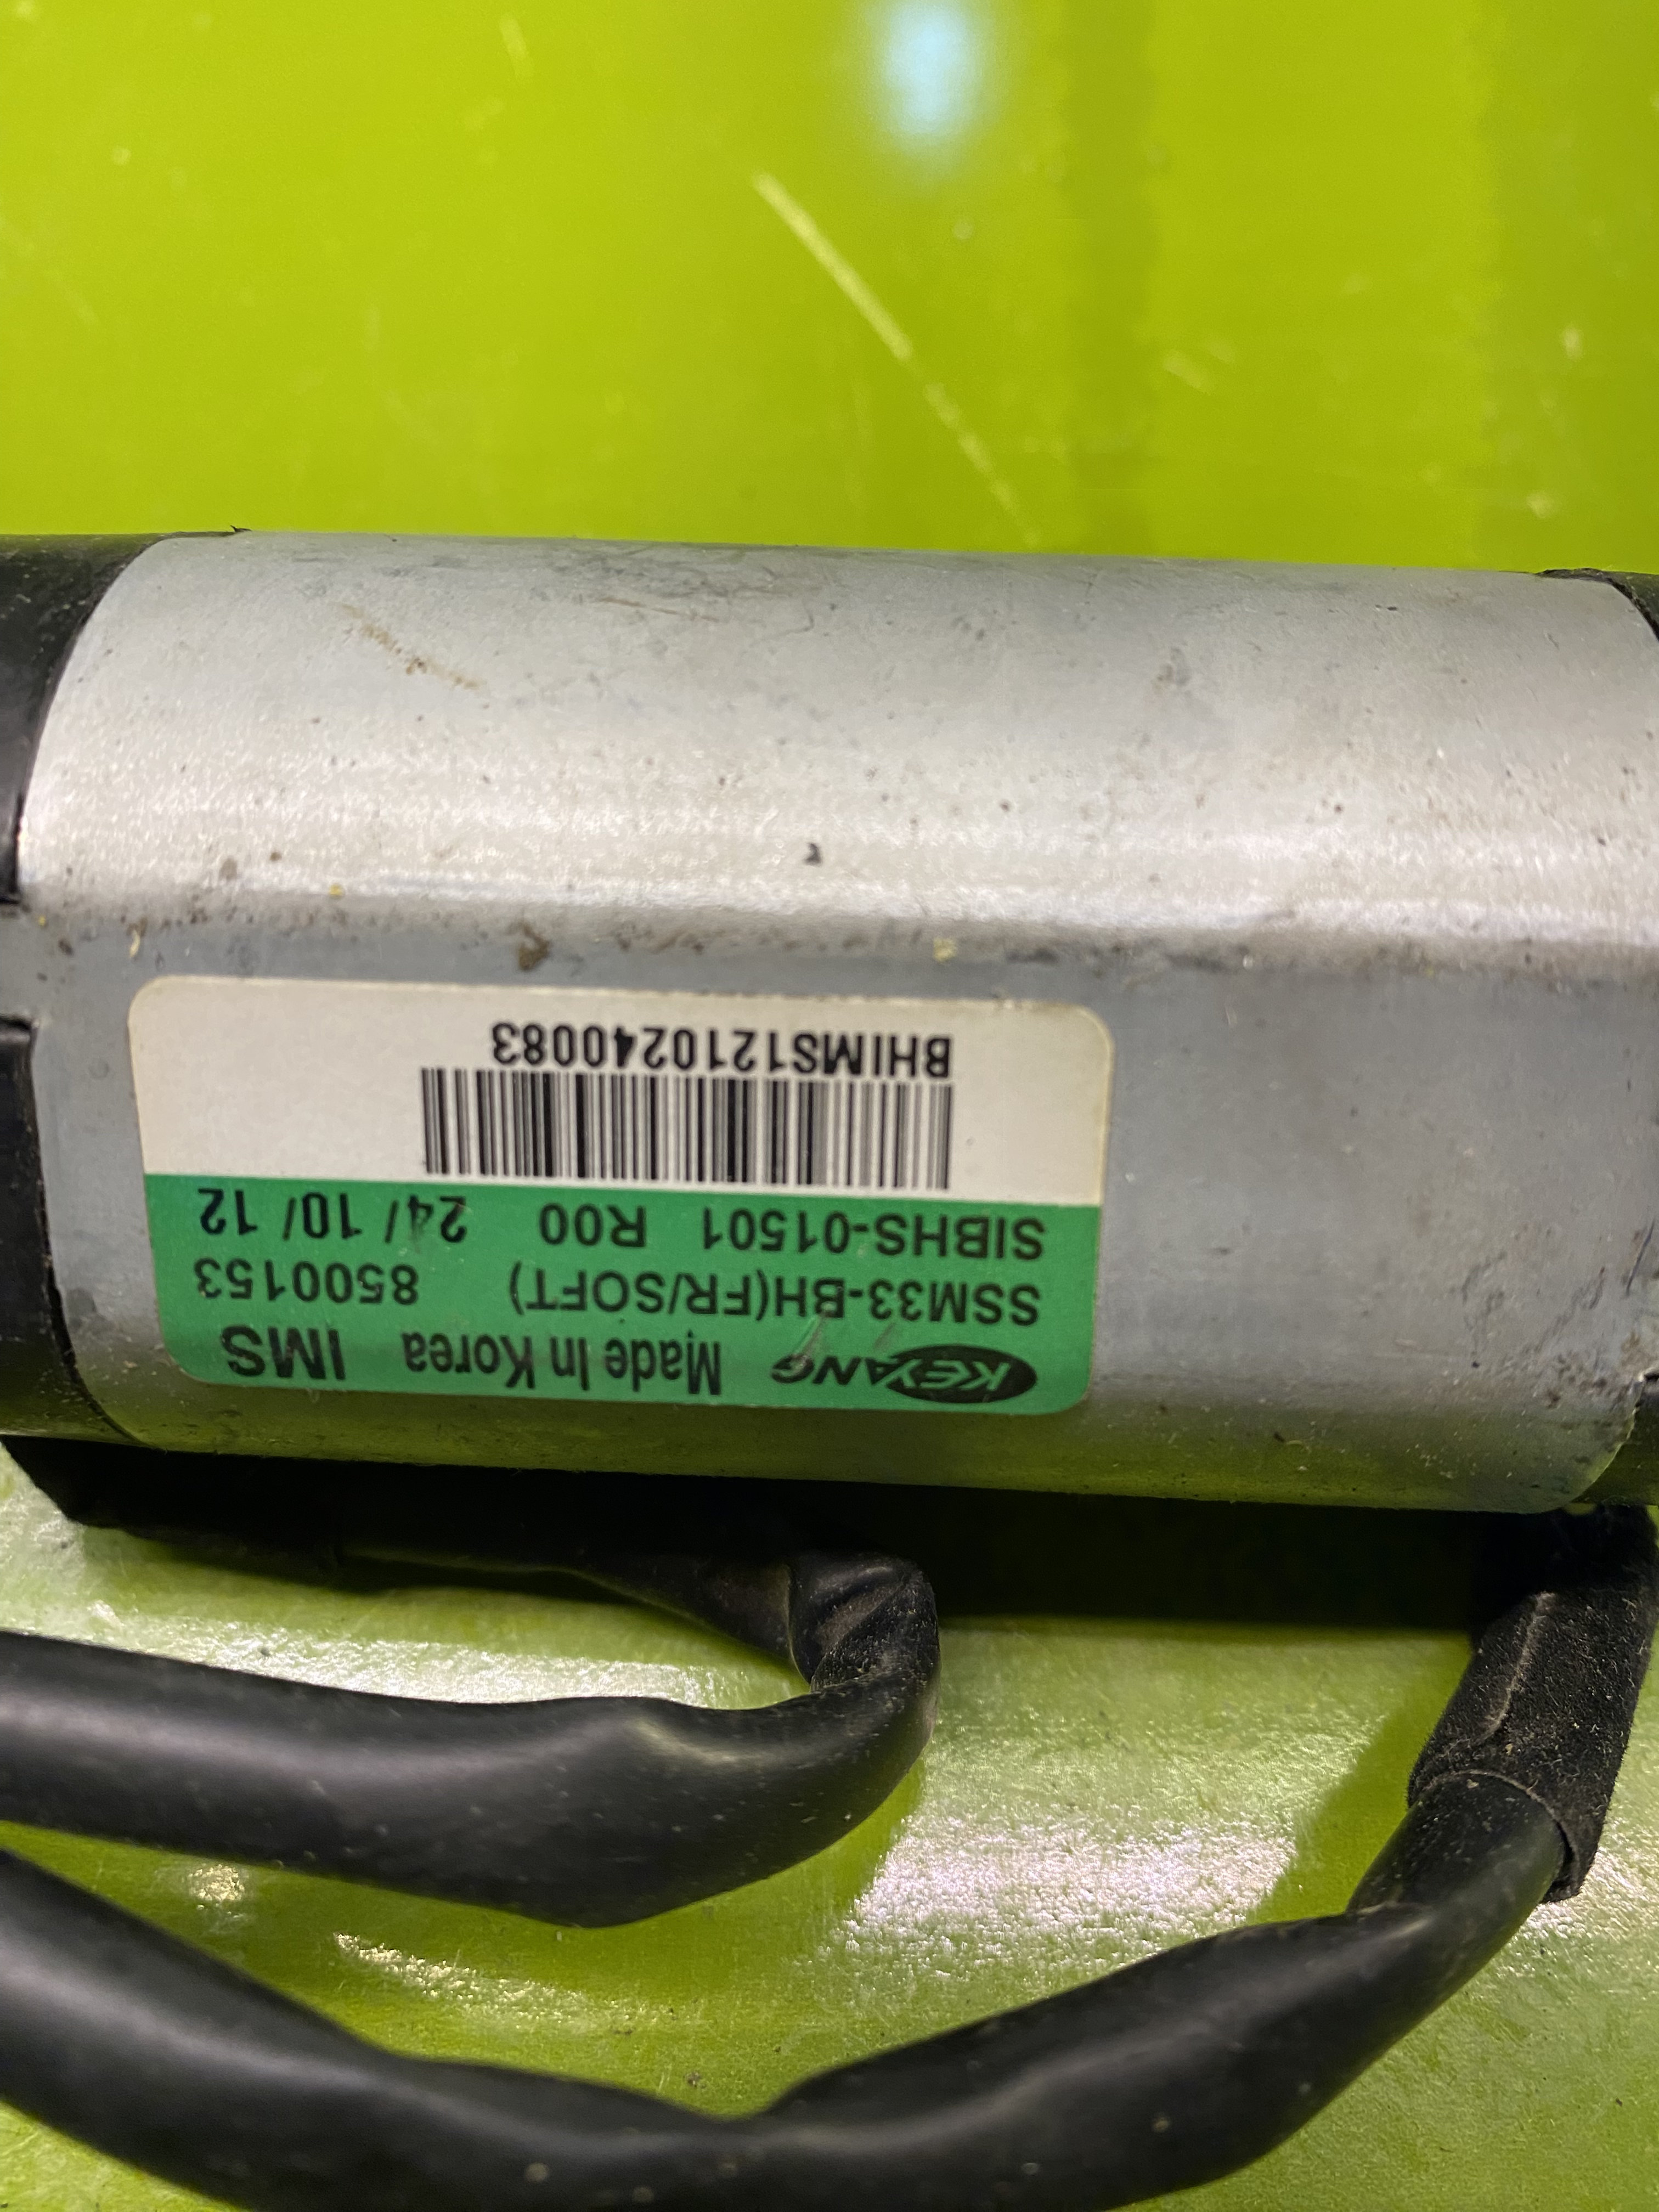 KEYANG Made In Korea IMS
SSM33-BH(FR/SOFT) 8500153
SIBHS-01501 R00 24/ 10/ 12
BHIMS1210240083